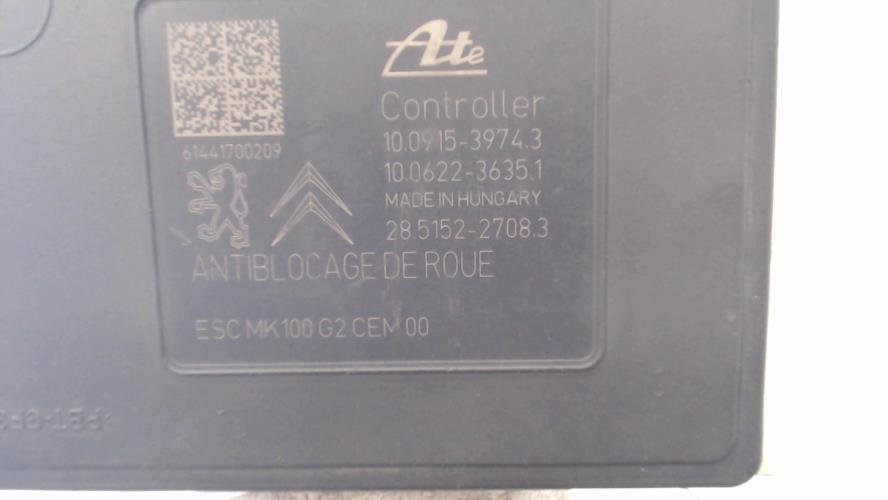 Ate
Controller
10.0915-3974.3
61441700209
10.0622-3635.1
MADE IN HUNGARY
28.5152-2708.3
ANTIBLOCAGE DE ROUE
ESC MK100 G2 CEM 00